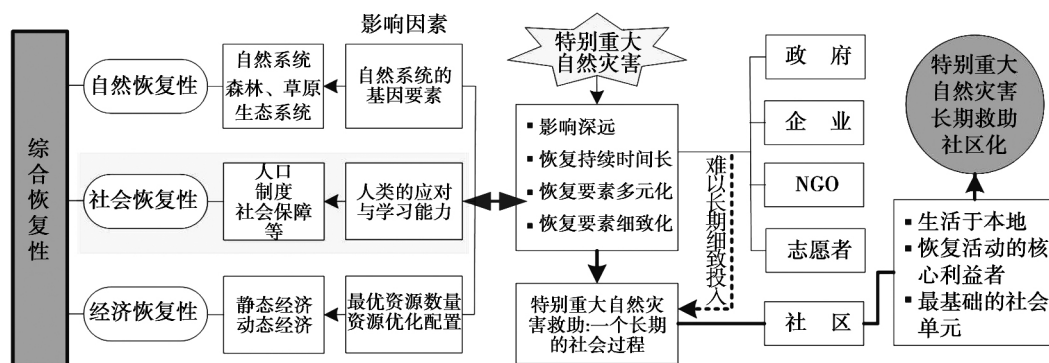 综合恢复性
自然恢复性
社会恢复性
经济恢复性
自然系统
森林、草原
生态系统
人口
制度
社会保障
等
静态经济
动态经济
影响因素
自然系统的
基因要素
人类的应对
与学习能力
最优资源数量
资源优化配置
特别重大
自然灾害
▪ 影响深远
▪ 恢复持续时间长
▪ 恢复要素多元化
▪ 恢复要素细致化
特别重大自然灾
害救助:一个长期
的社会过程
难以长期细致投入
政 府
企 业
NGO
志愿者
社 区
▪ 生活于本地
▪ 恢复活动的核
心利益者
▪ 最基础的社会
单元
特别重大
自然灾害
长期救助
社区化